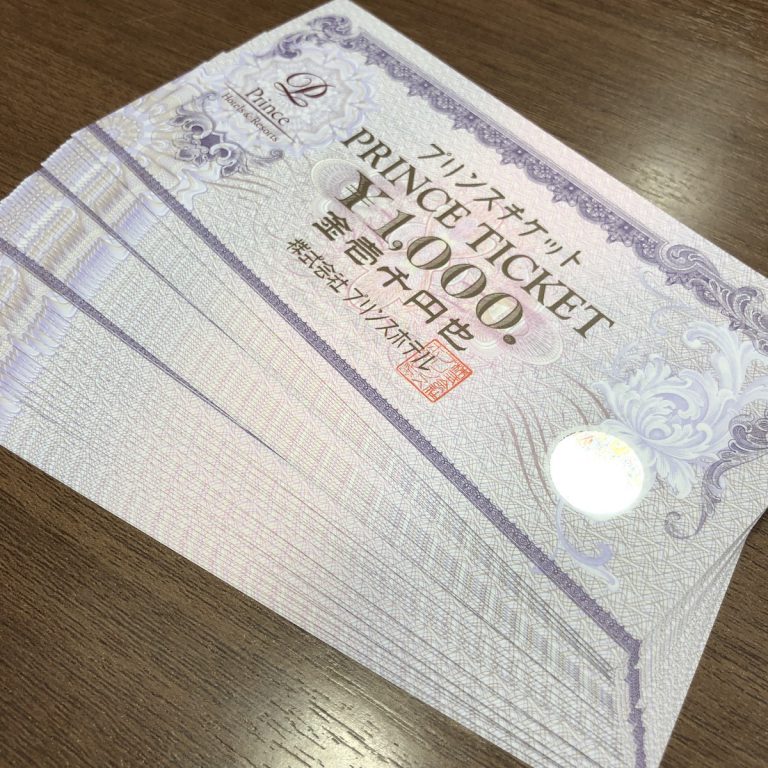 Prince
Hotels & Resorts
プリンスチケット
PRINCE TICKET
¥1,000.
金壱千円也
株式会社プリンスホテル